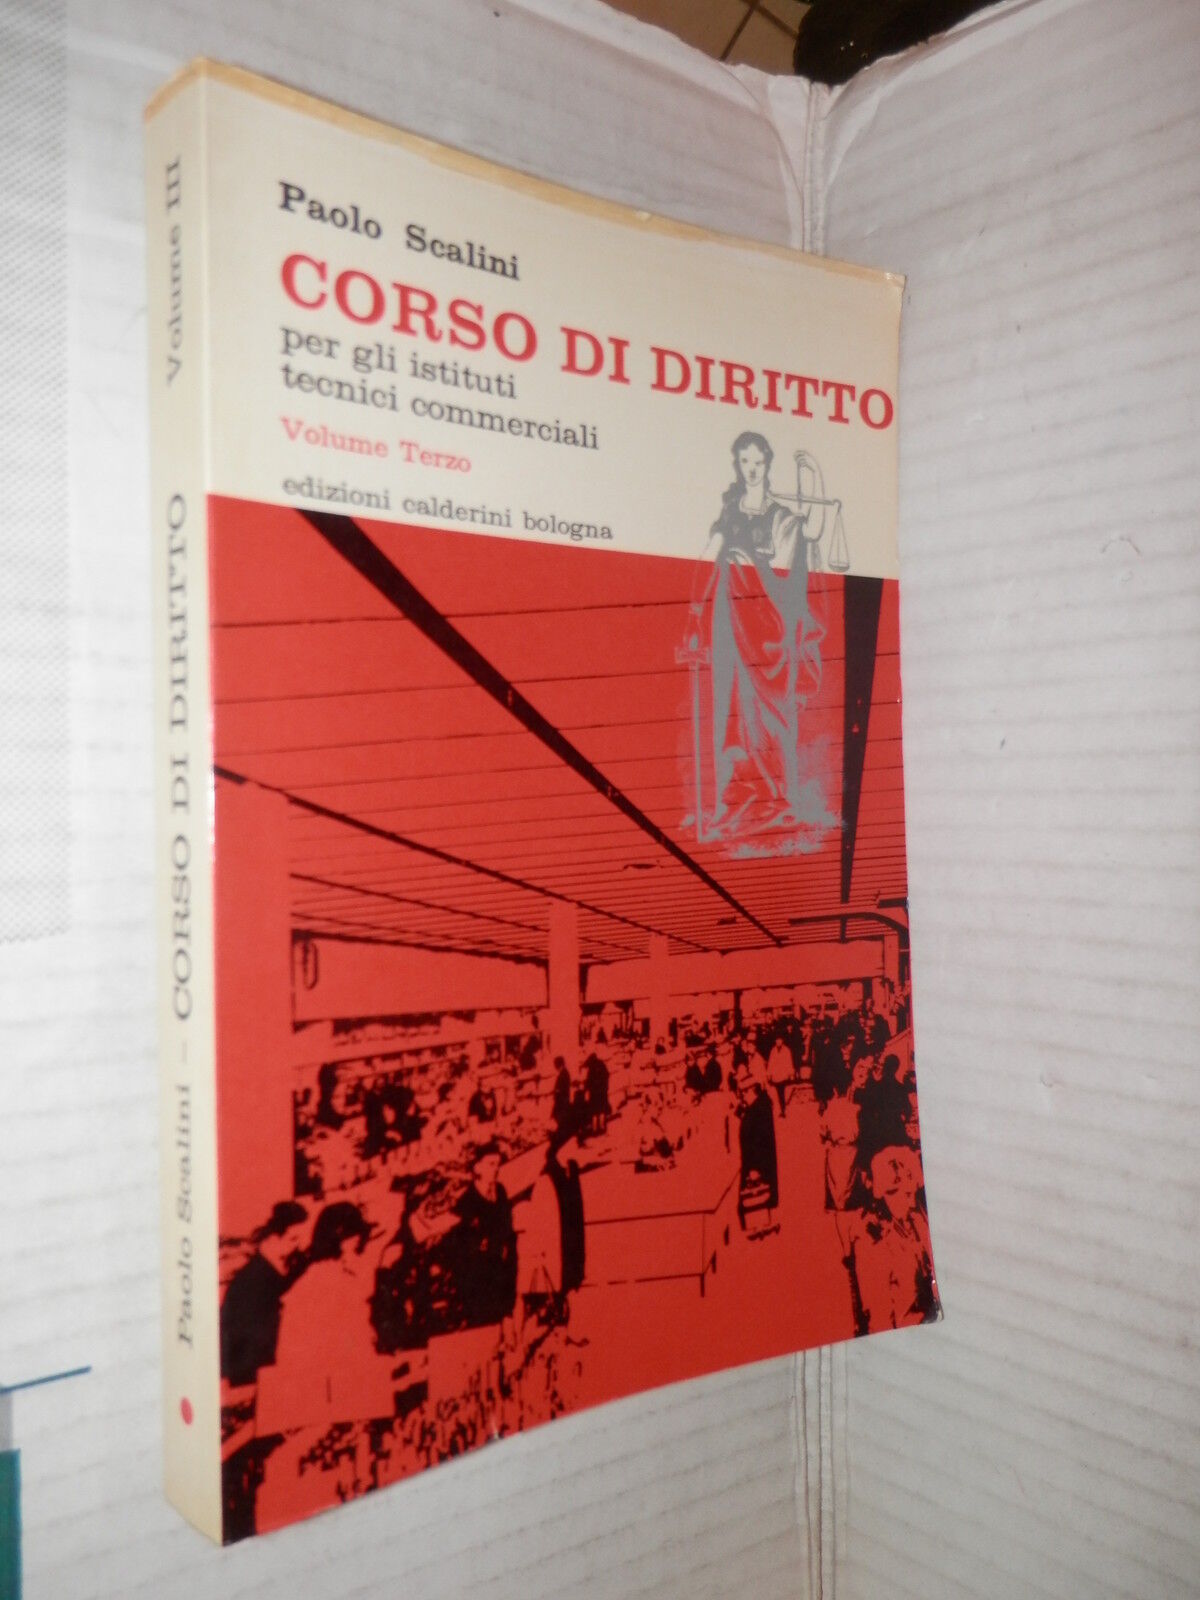 Paolo Scalini
CORSO DI DIRITTO
per gli istituti
tecnici commerciali
Volume Terzo
edizioni calderini bologna
Paolo Scalini - CORSO DI DIRITTO Volume III